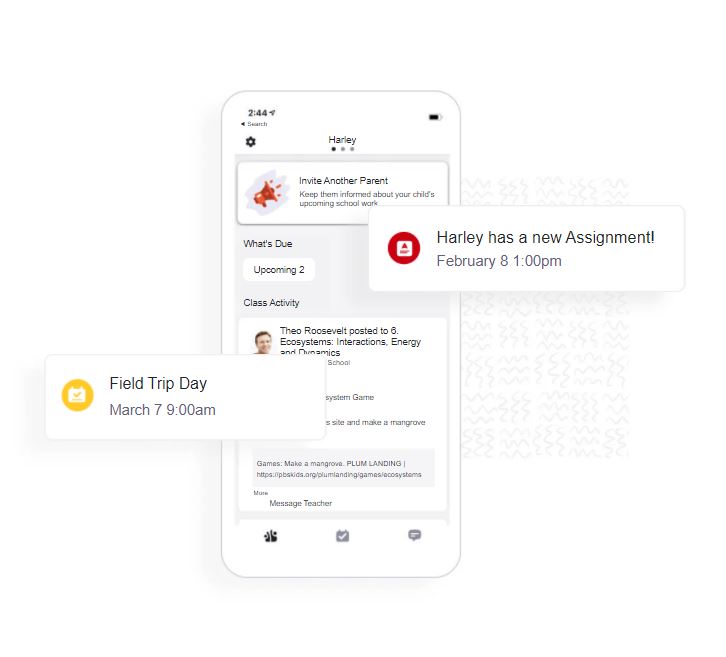 2:44
Search
Harley
Invite Another Parent
Keep them informed about your child's
upcoming school work
Harley has a new Assignment!
February 8 1:00pm
What's Due
Upcoming 2
Class Activity
Theo Roosevelt posted to 6.
Ecosystems: Interactions, Energy
and Dynamics
School
Field Trip Day
March 7 9:00am
system Game
s site and make a mangrove
Games: Make a mangrove. PLUM LANDING |
https://pbskids.org/plumlanding/games/ecosystems
More
Message Teacher